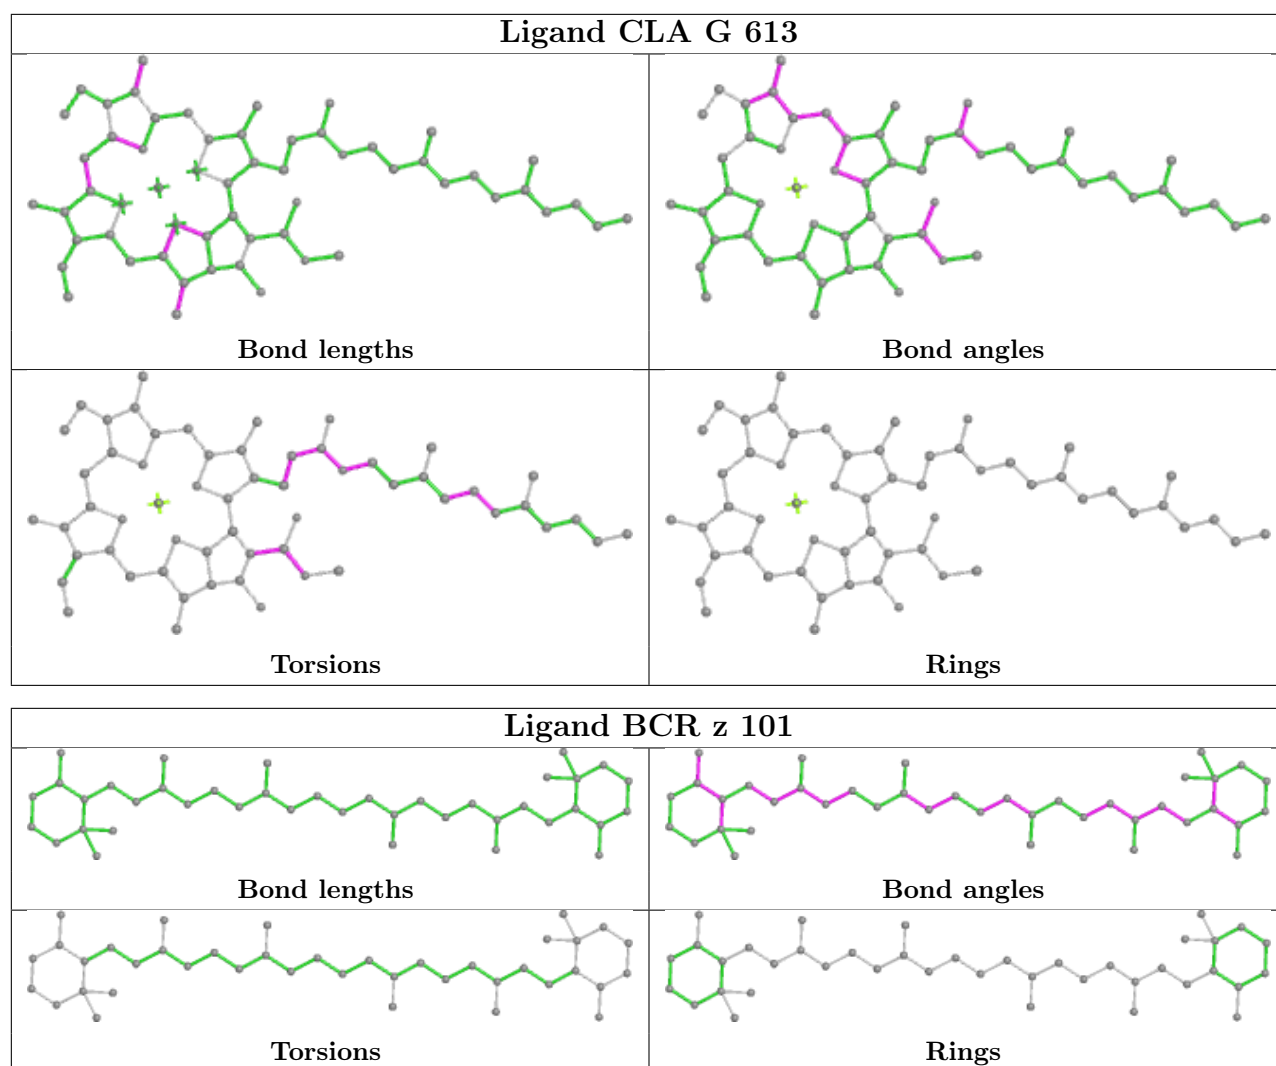 Ligand CLA G 613
Bond lengths
Bond angles
Torsions
Rings
Ligand BCR z 101
Bond lengths
Bond angles
Torsions
Rings